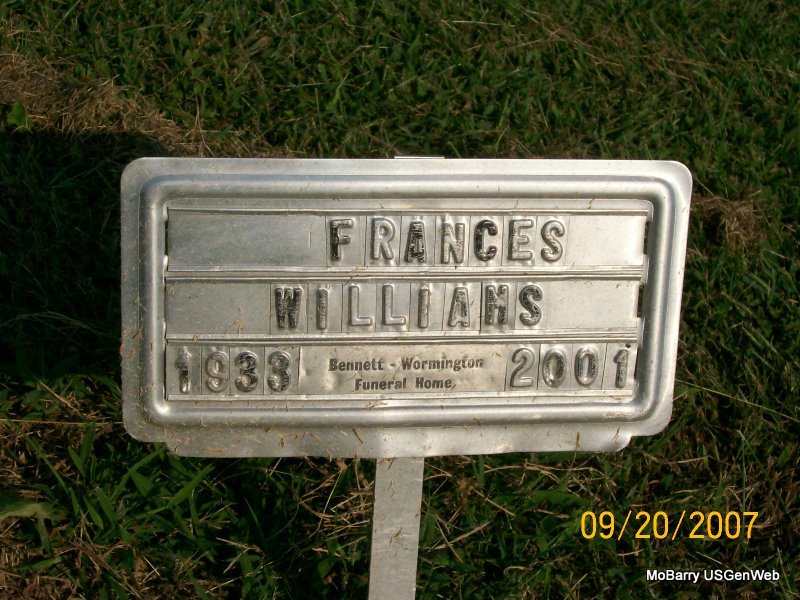 FRANCES
WILLIAMS
1933 Bennett - Wormington 2001
Funeral Home
09/20/2007
MoBarry USGenWeb